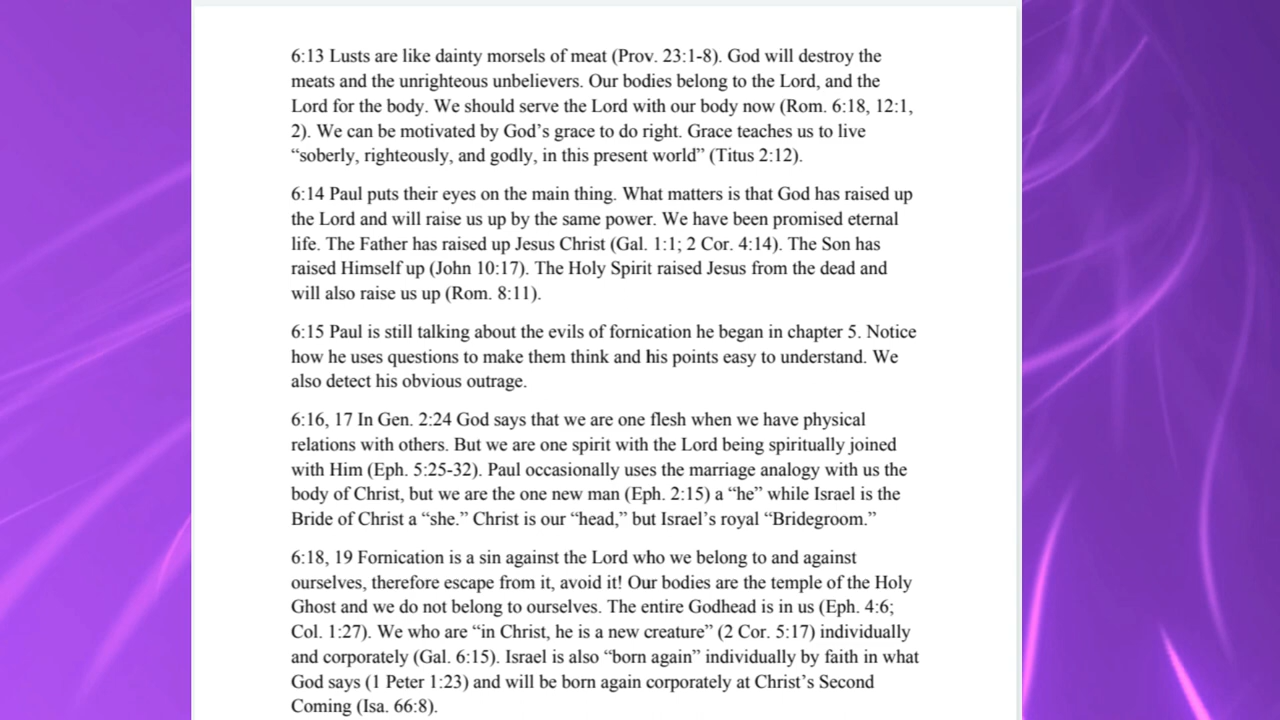 6:13 Lusts are like dainty morsels of meat (Prov. 23:1-8). God will destroy the
meats and the unrighteous unbelievers. Our bodies belong to the Lord, and the
Lord for the body. We should serve the Lord with our body now (Rom. 6:18, 12:1,
2). We can be motivated by God’s grace to do right. Grace teaches us to live
“soberly, righteously, and godly, in this present world” (Titus 2:12).
6:14 Paul puts their eyes on the main thing. What matters is that God has raised up
the Lord and will raise us up by the same power. We have been promised eternal
life. The Father has raised up Jesus Christ (Gal. 1:1; 2 Cor. 4:14). The Son has
raised Himself up (John 10:17). The Holy Spirit raised Jesus from the dead and
will also raise us up (Rom. 8:11).
6:15 Paul is still talking about the evils of fornication he began in chapter 5. Notice
how he uses questions to make them think and his points easy to understand. We
also detect his obvious outrage.
6:16, 17 In Gen. 2:24 God says that we are one flesh when we have physical
relations with others. But we are one spirit with the Lord being spiritually joined
with Him (Eph. 5:25-32). Paul occasionally uses the marriage analogy with us the
body of Christ, but we are the one new man (Eph. 2:15) a “he” while Israel is the
Bride of Christ a “she.” Christ is our “head,” but Israel’s royal “Bridegroom.”
6:18, 19 Fornication is a sin against the Lord who we belong to and against
ourselves, therefore escape from it, avoid it! Our bodies are the temple of the Holy
Ghost and we do not belong to ourselves. The entire Godhead is in us (Eph. 4:6;
Col. 1:27). We who are “in Christ, he is a new creature” (2 Cor. 5:17) individually
and corporately (Gal. 6:15). Israel is also “born again” individually by faith in what
God says (1 Peter 1:23) and will be born again corporately at Christ’s Second
Coming (Isa. 66:8).